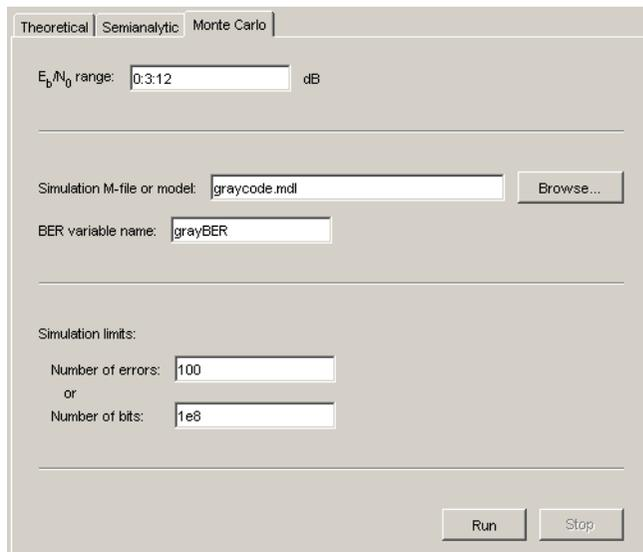 Theoretical Semianalytic Monte Carlo
Eb/N0 range: 0:3:12 dB
Simulation M-file or model: graycode.mdl Browse...
BER variable name: grayBER
Simulation limits:
Number of errors: 100
or
Number of bits: 1e8
Run Stop